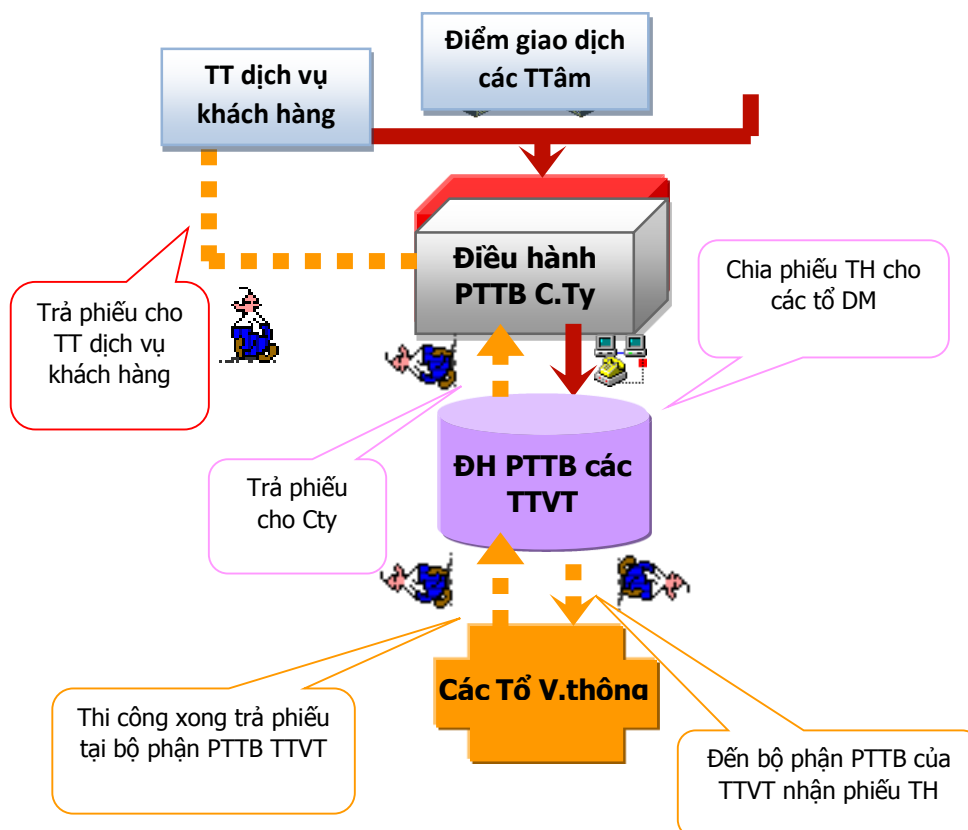 Điểm giao dịch
các TTâm
TT dịch vụ
khách hàng
Điều hành
PTTB C.Ty
Chia phiếu TH cho
các tổ DM
Trả phiếu cho
TT dịch vụ
khách hàng
ĐH PTTB các
TTVT
Trả phiếu
cho Cty
Các Tổ V.thông
Thi công xong trả phiếu
tại bộ phận PTTB TTVT
Đến bộ phận PTTB của
TTVT nhận phiếu TH